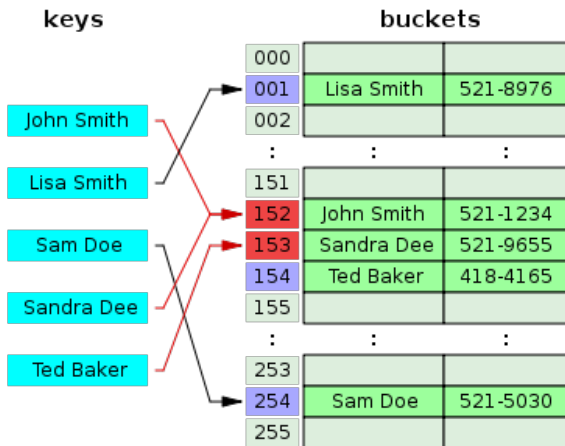 keys
buckets
John Smith
Lisa Smith
Sam Doe
Sandra Dee
Ted Baker
000
001 Lisa Smith 521-8976
002
: : :
151
152 John Smith 521-1234
153 Sandra Dee 521-9655
154 Ted Baker 418-4165
155
: : :
253
254 Sam Doe 521-5030
255